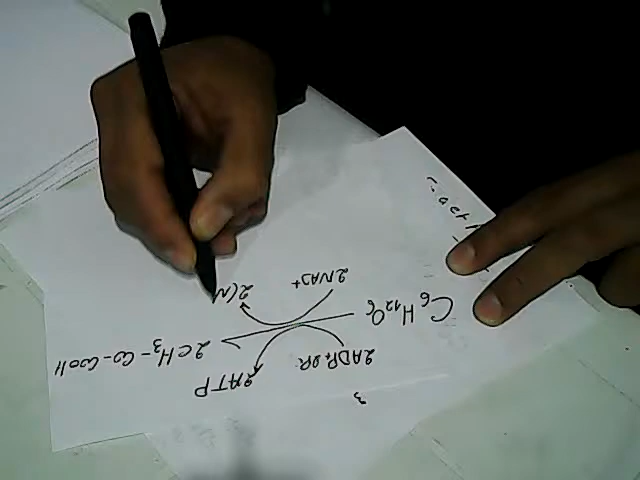 C6H12O6
2NAD+
2(N
2ADP, 2P.
2ATP
2CH3-CO-COOH
3